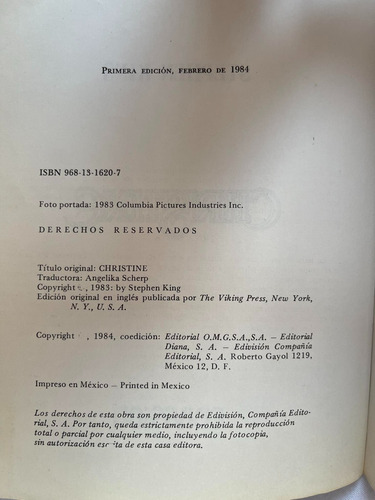 PRIMERA EDICIÓN, FEBRERO DE 1984
ISBN 968-13-1620-7
Foto portada: 1983 Columbia Pictures Industries Inc.
DERECHOS RESERVADOS
Título original: CHRISTINE
Traductora: Angelika Scherp
Copyright , 1983: by Stephen King
Edición original en inglés publicada por The Viking Press, New York,
N. Y., U. S. A.
Copyright , 1984, coedición: Editorial O.M.G.S.A.,S.A. — Editorial
Diana, S. A. — Edivisión Compañía
Editorial, S. A. Roberto Gayol 1219,
México 12, D. F.
Impreso en México — Printed in Mexico
Los derechos de esta obra son propiedad de Edivisión, Compañía Edito-
rial, S. A. Por tanto, queda estrictamente prohibida la reproducción
total o parcial por cualquier medio, incluyendo la fotocopia,
sin autorización escrita de esta casa editora.